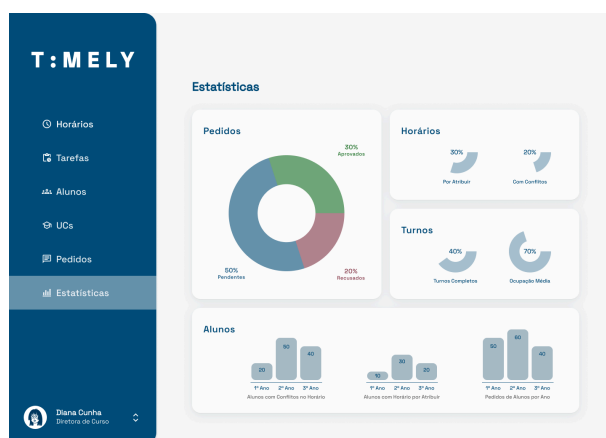 T:MELY
Horários
Tarefas
Alunos
UCs
Pedidos
Estatísticas
Diana Cunha
Diretora de Curso
Estatísticas
Pedidos
30%
Aprovados
50%
Pendentes
20%
Recusados
Horários
30%
Por Atribuir
20%
Com Conflitos
Turnos
40%
Turnos Completos
70%
Ocupação Média
Alunos
20
60
40
1º Ano 2º Ano 3º Ano
Alunos com Conflitos no Horário
10
30
20
1º Ano 2º Ano 3º Ano
Alunos com Horário por Atribuir
50
60
40
1º Ano 2º Ano 3º Ano
Pedidos de Alunos por Ano